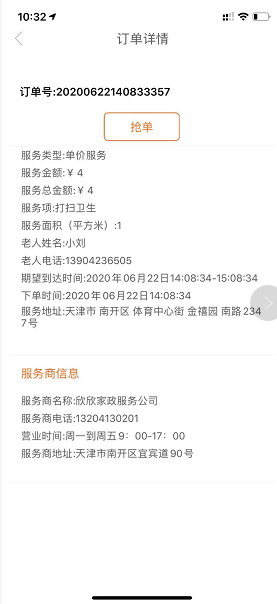 10:32
订单详情
订单号:20200622140833357
抢单
服务类型:单价服务
服务金额:¥ 4
服务总金额:¥ 4
服务项:打扫卫生
服务面积（平方米）:1
老人姓名:小刘
老人电话:13904236505
期望到达时间:2020年06月22日14:08:34-15:08:34
下单时间:2020年06月22日14:08:34
服务地址:天津市 南开区 体育中心街 金禧园 南路234
7号
服务商信息
服务商名称:欣欣家政服务公司
服务商电话:13204130201
营业时间:周一到周五9：00-17：00
服务商地址:天津市南开区宜宾道90号